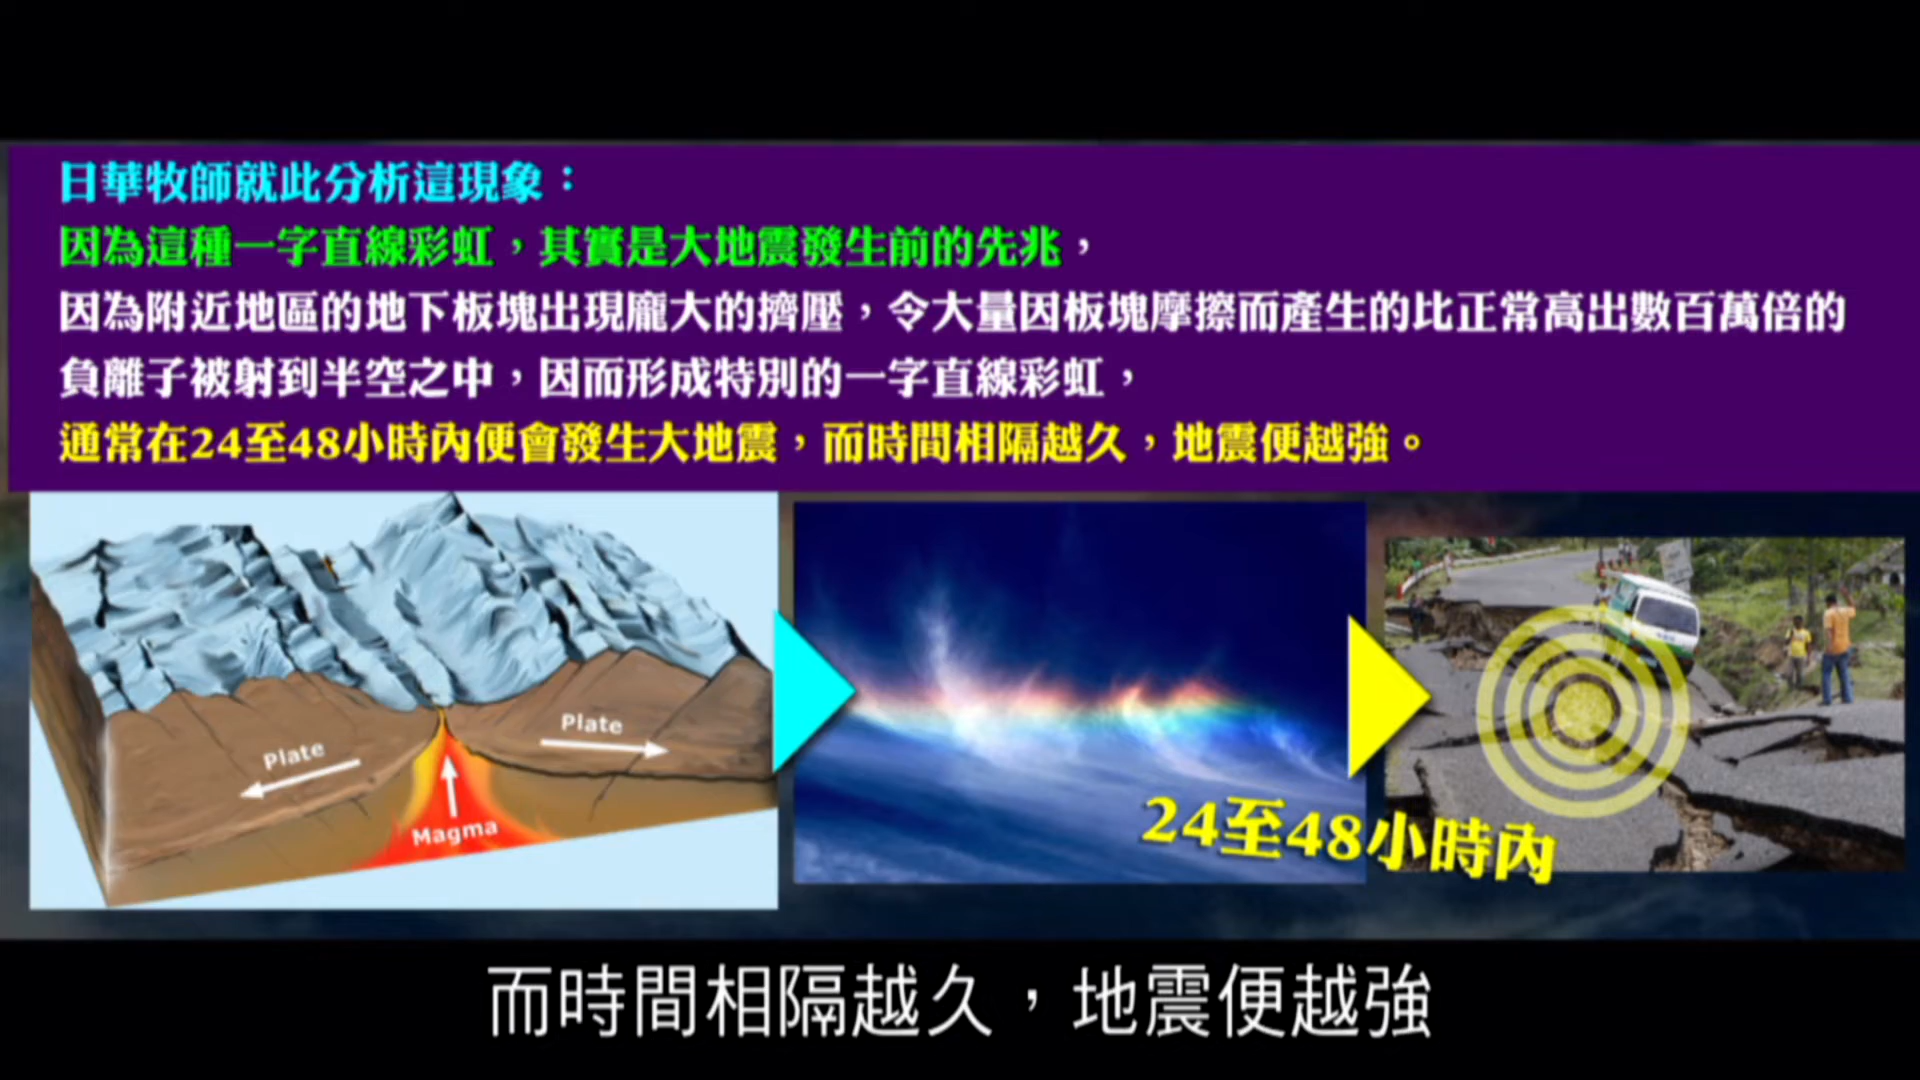 日華牧師就此分析這現象：
因為這種一字直線彩虹，其實是大地震發生前的先兆，
因為附近地區的地下板塊出現龐大的擠壓，令大量因板塊摩擦而產生的比正常高出數百萬倍的
負離子被射到半空之中，因而形成特別的一字直線彩虹，
通常在24至48小時內便會發生大地震，而時間相隔越久，地震便越強。
Plate
Plate
Magma
24至48小時內
而時間相隔越久，地震便越強